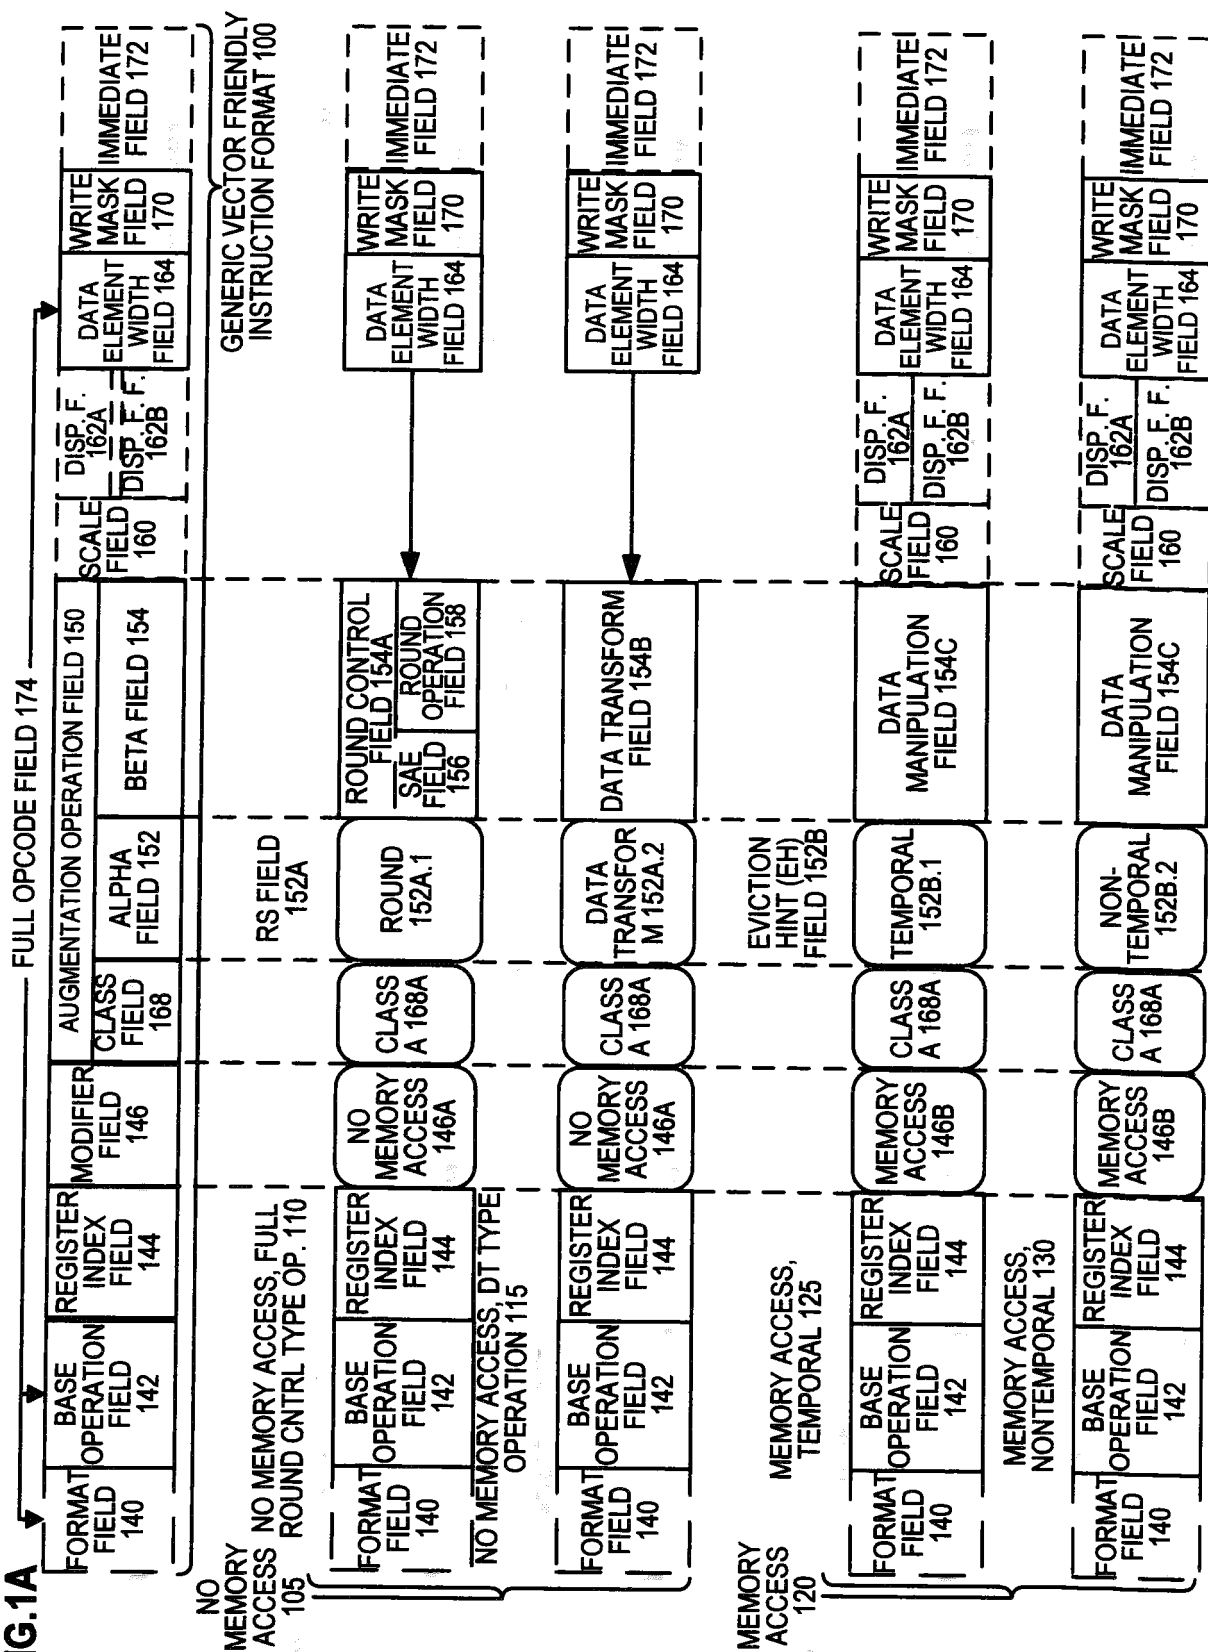 FIG.1A
FULL OPCODE FIELD 174
FORMAT
FIELD
140
BASE
OPERATION
FIELD
142
REGISTER
INDEX
FIELD
144
MODIFIER
FIELD
146
AUGMENTATION OPERATION FIELD 150
CLASS
FIELD
168
ALPHA
FIELD 152
BETA FIELD 154
SCALE
FIELD
160
DISP. F.
162A
DISP. F. F.
162B
DATA
ELEMENT
WIDTH
FIELD 164
WRITE
MASK
FIELD
170
IMMEDIATE
FIELD 172
GENERIC VECTOR FRIENDLY
INSTRUCTION FORMAT 100
NO
MEMORY
ACCESS
105
NO MEMORY ACCESS, FULL
ROUND CNTRL TYPE OP. 110
RS FIELD
152A
FORMAT
FIELD
140
BASE
OPERATION
FIELD
142
REGISTER
INDEX
FIELD
144
NO
MEMORY
ACCESS
146A
CLASS
A 168A
ROUND
152A.1
ROUND CONTROL
FIELD 154A
SAE
FIELD
156
ROUND
OPERATION
FIELD 158
DATA
ELEMENT
WIDTH
FIELD 164
WRITE
MASK
FIELD
170
IMMEDIATE
FIELD 172
NO MEMORY ACCESS, DT TYPE
OPERATION 115
FORMAT
FIELD
140
BASE
OPERATION
FIELD
142
REGISTER
INDEX
FIELD
144
NO
MEMORY
ACCESS
146A
CLASS
A 168A
DATA
TRANSFOR
M 152A.2
DATA TRANSFORM
FIELD 154B
DATA
ELEMENT
WIDTH
FIELD 164
WRITE
MASK
FIELD
170
IMMEDIATE
FIELD 172
MEMORY
ACCESS
120
MEMORY ACCESS,
TEMPORAL 125
EVICTION
HINT (EH)
FIELD 152B
FORMAT
FIELD
140
BASE
OPERATION
FIELD
142
REGISTER
INDEX
FIELD
144
MEMORY
ACCESS
146B
CLASS
A 168A
TEMPORAL
152B.1
DATA
MANIPULATION
FIELD 154C
SCALE
FIELD
160
DISP. F.
162A
DISP. F. F.
162B
DATA
ELEMENT
WIDTH
FIELD 164
WRITE
MASK
FIELD
170
IMMEDIATE
FIELD 172
MEMORY ACCESS,
NONTEMPORAL 130
FORMAT
FIELD
140
BASE
OPERATION
FIELD
142
REGISTER
INDEX
FIELD
144
MEMORY
ACCESS
146B
CLASS
A 168A
NON-
TEMPORAL
152B.2
DATA
MANIPULATION
FIELD 154C
SCALE
FIELD
160
DISP. F.
162A
DISP. F. F.
162B
DATA
ELEMENT
WIDTH
FIELD 164
WRITE
MASK
FIELD
170
IMMEDIATE
FIELD 172